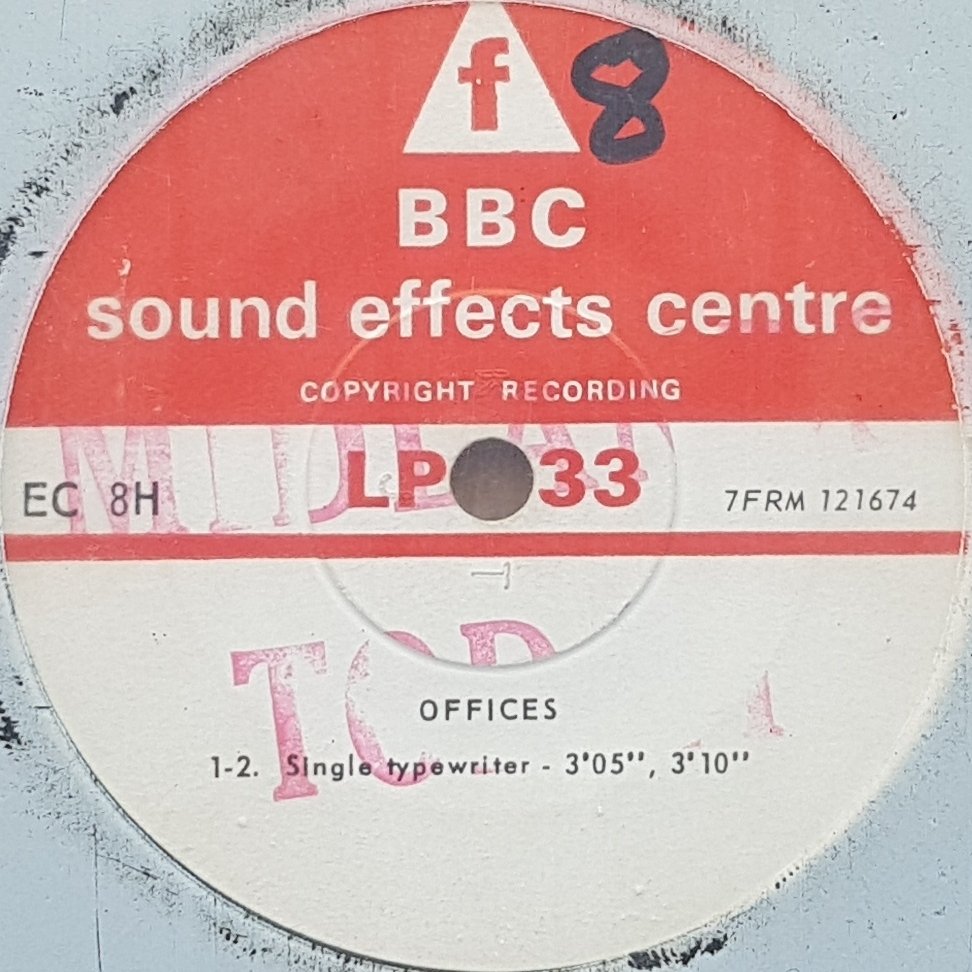 f 8
BBC
sound effects centre
COPYRIGHT RECORDING
EC 8H LP 33 7FRM 121674
OFFICES
1-2. Single typewriter - 3'05", 3'10"